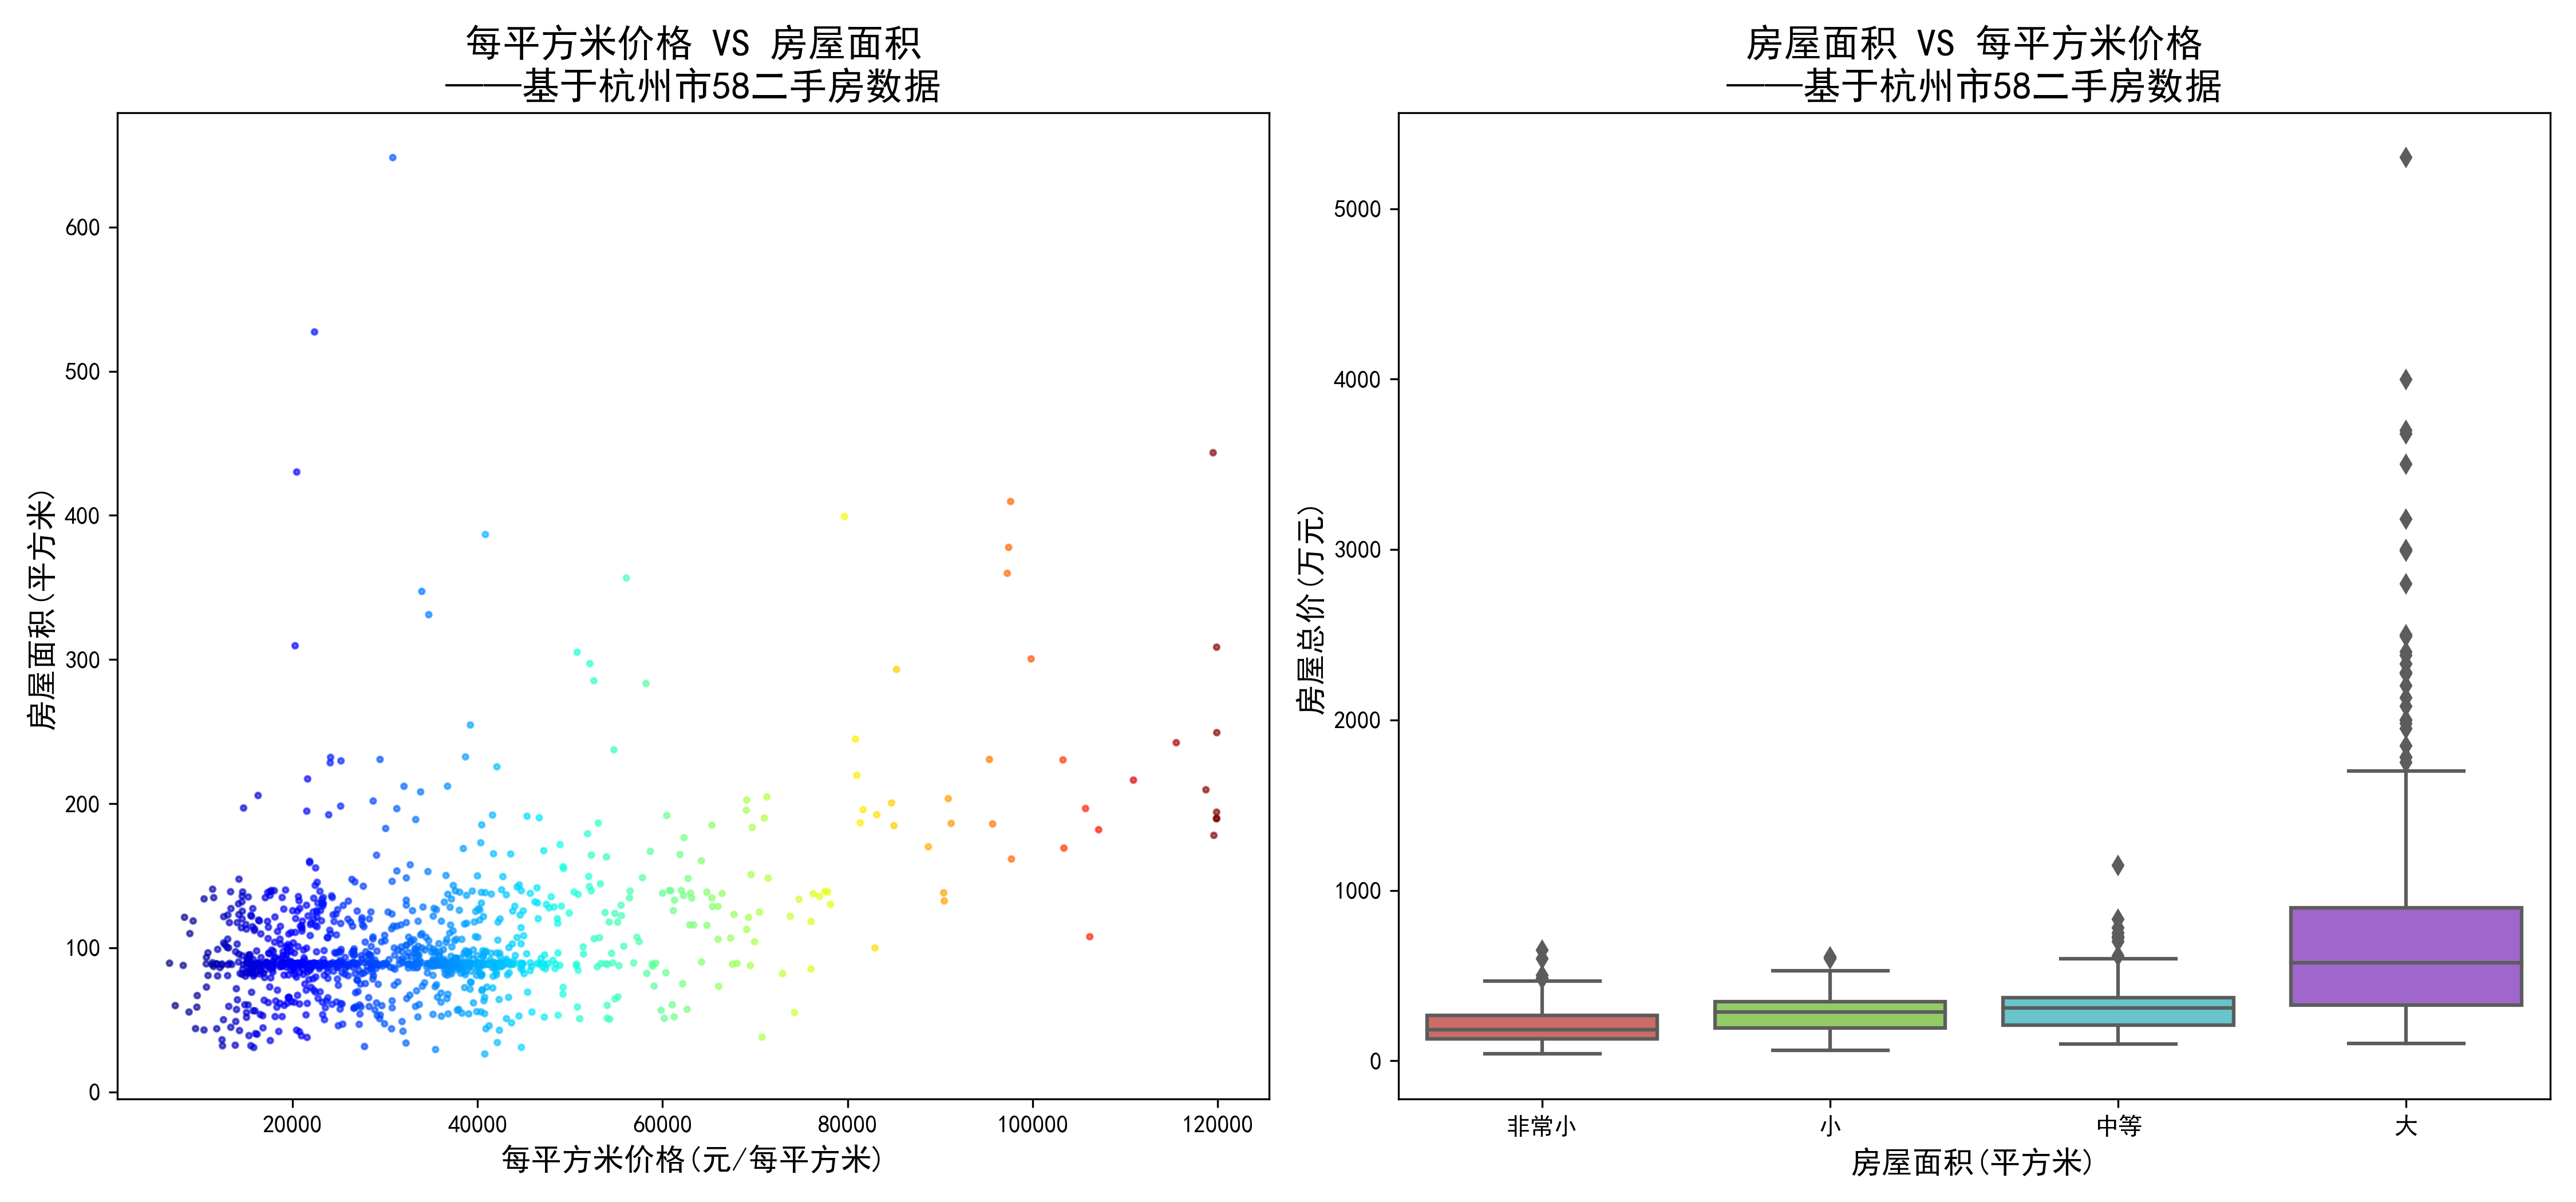 每平方米价格 VS 房屋面积
——基于杭州市58二手房数据
房屋面积(平方米)
600
500
400
300
200
100
0
20000 40000 60000 80000 100000 120000
每平方米价格(元/每平方米)
房屋面积 VS 每平方米价格
——基于杭州市58二手房数据
房屋总价(万元)
5000
4000
3000
2000
1000
0
非常小 小 中等 大
房屋面积(平方米)